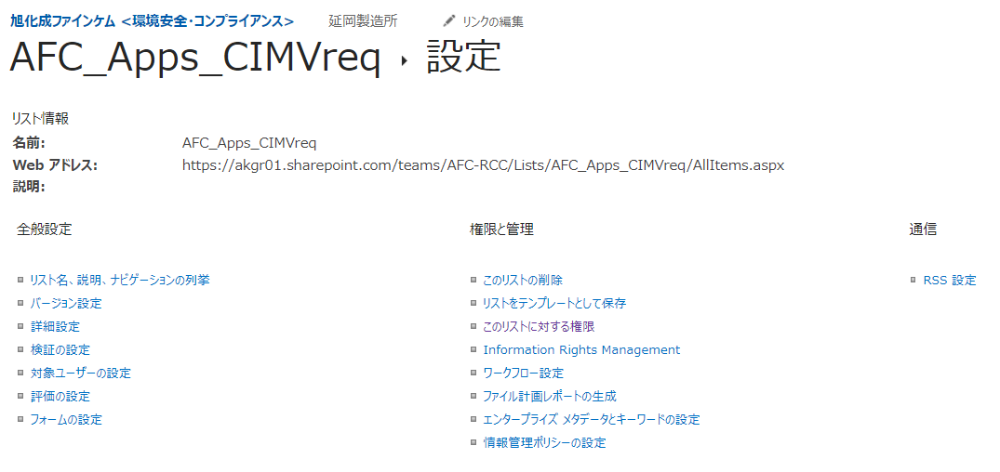 旭化成ファインケム <環境安全・コンプライアンス> 延岡製造所 リンクの編集
AFC_Apps_CIMVreq ▸ 設定
リスト情報
名前: AFC_Apps_CIMVreq
Web アドレス: https://akgr01.sharepoint.com/teams/AFC-RCC/Lists/AFC_Apps_CIMVreq/AllItems.aspx
説明:
全般設定
リスト名、説明、ナビゲーションの列挙
バージョン設定
詳細設定
検証の設定
対象ユーザーの設定
評価の設定
フォームの設定
権限と管理
このリストの削除
リストをテンプレートとして保存
このリストに対する権限
Information Rights Management
ワークフロー設定
ファイル計画レポートの生成
エンタープライズ メタデータとキーワードの設定
情報管理ポリシーの設定
通信
RSS 設定